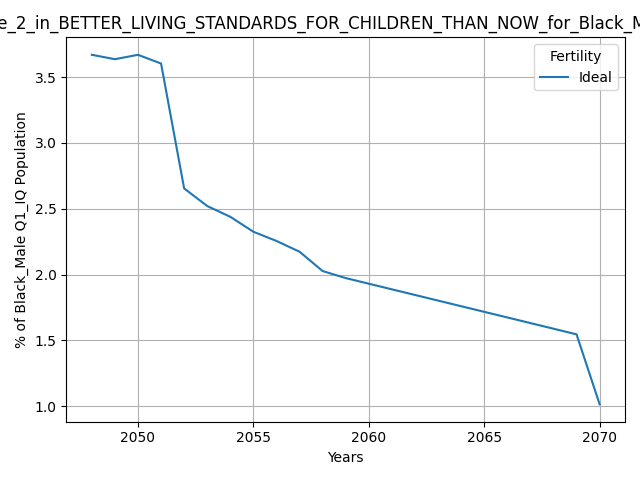 e_2_in_BETTER_LIVING_STANDARDS_FOR_CHILDREN_THAN_NOW_for_Black_M
Fertility
Ideal
% of Black_Male Q1_IQ Population
3.5
3.0
2.5
2.0
1.5
1.0
2050 2055 2060 2065 2070
Years